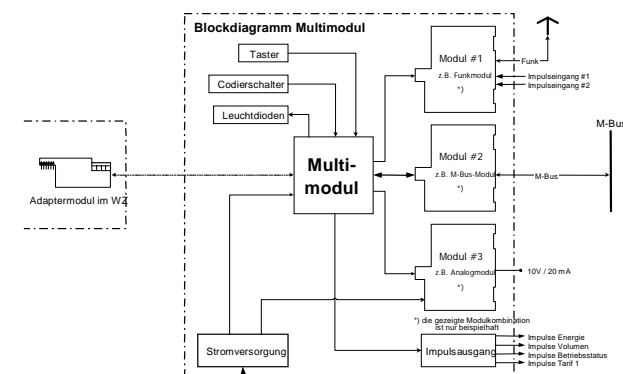 Blockdiagramm Multimodul
Taster
Codierschalter
Leuchtdioden
Multi-
modul
Adaptermodul im WZ
Modul #1
z.B. Funkmodul
*)
Funk
Impulseingang #1
Impulseingang #2
Modul #2
z.B. M-Bus-Modul
*)
M-Bus
M-Bus
Modul #3
z.B. Analogmodul
*)
10V / 20 mA
*) die gezeigte Modulkombination
ist nur beispielhaft
Stromversorgung
Impulsausgang
Impulse Energie
Impulse Volumen
Impulse Betriebsstatus
Impulse Tarif 1